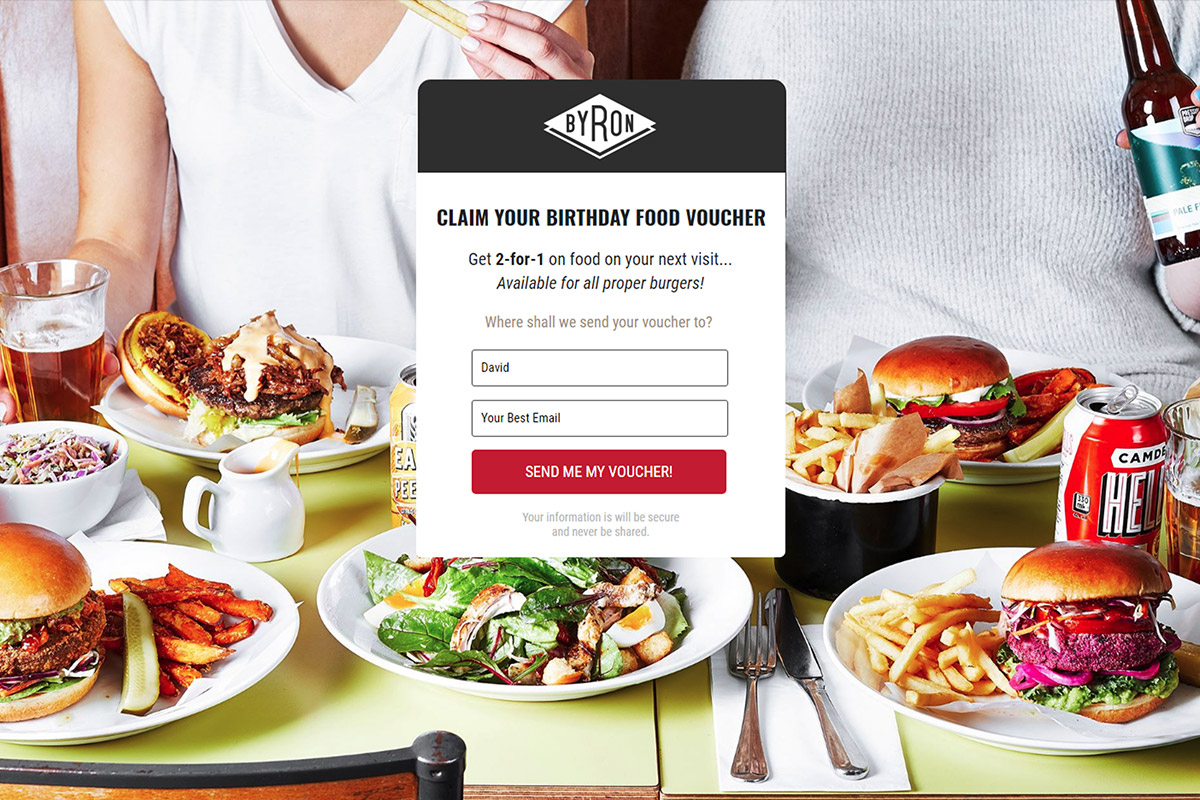 BYRON
CLAIM YOUR BIRTHDAY FOOD VOUCHER
Get 2-for-1 on food on your next visit...
Available for all proper burgers!
Where shall we send your voucher to?
David
Your Best Email
SEND ME MY VOUCHER!
Your information is will be secure
and never be shared.
PALE F
EA
PEE
CAMDE
HELL
330